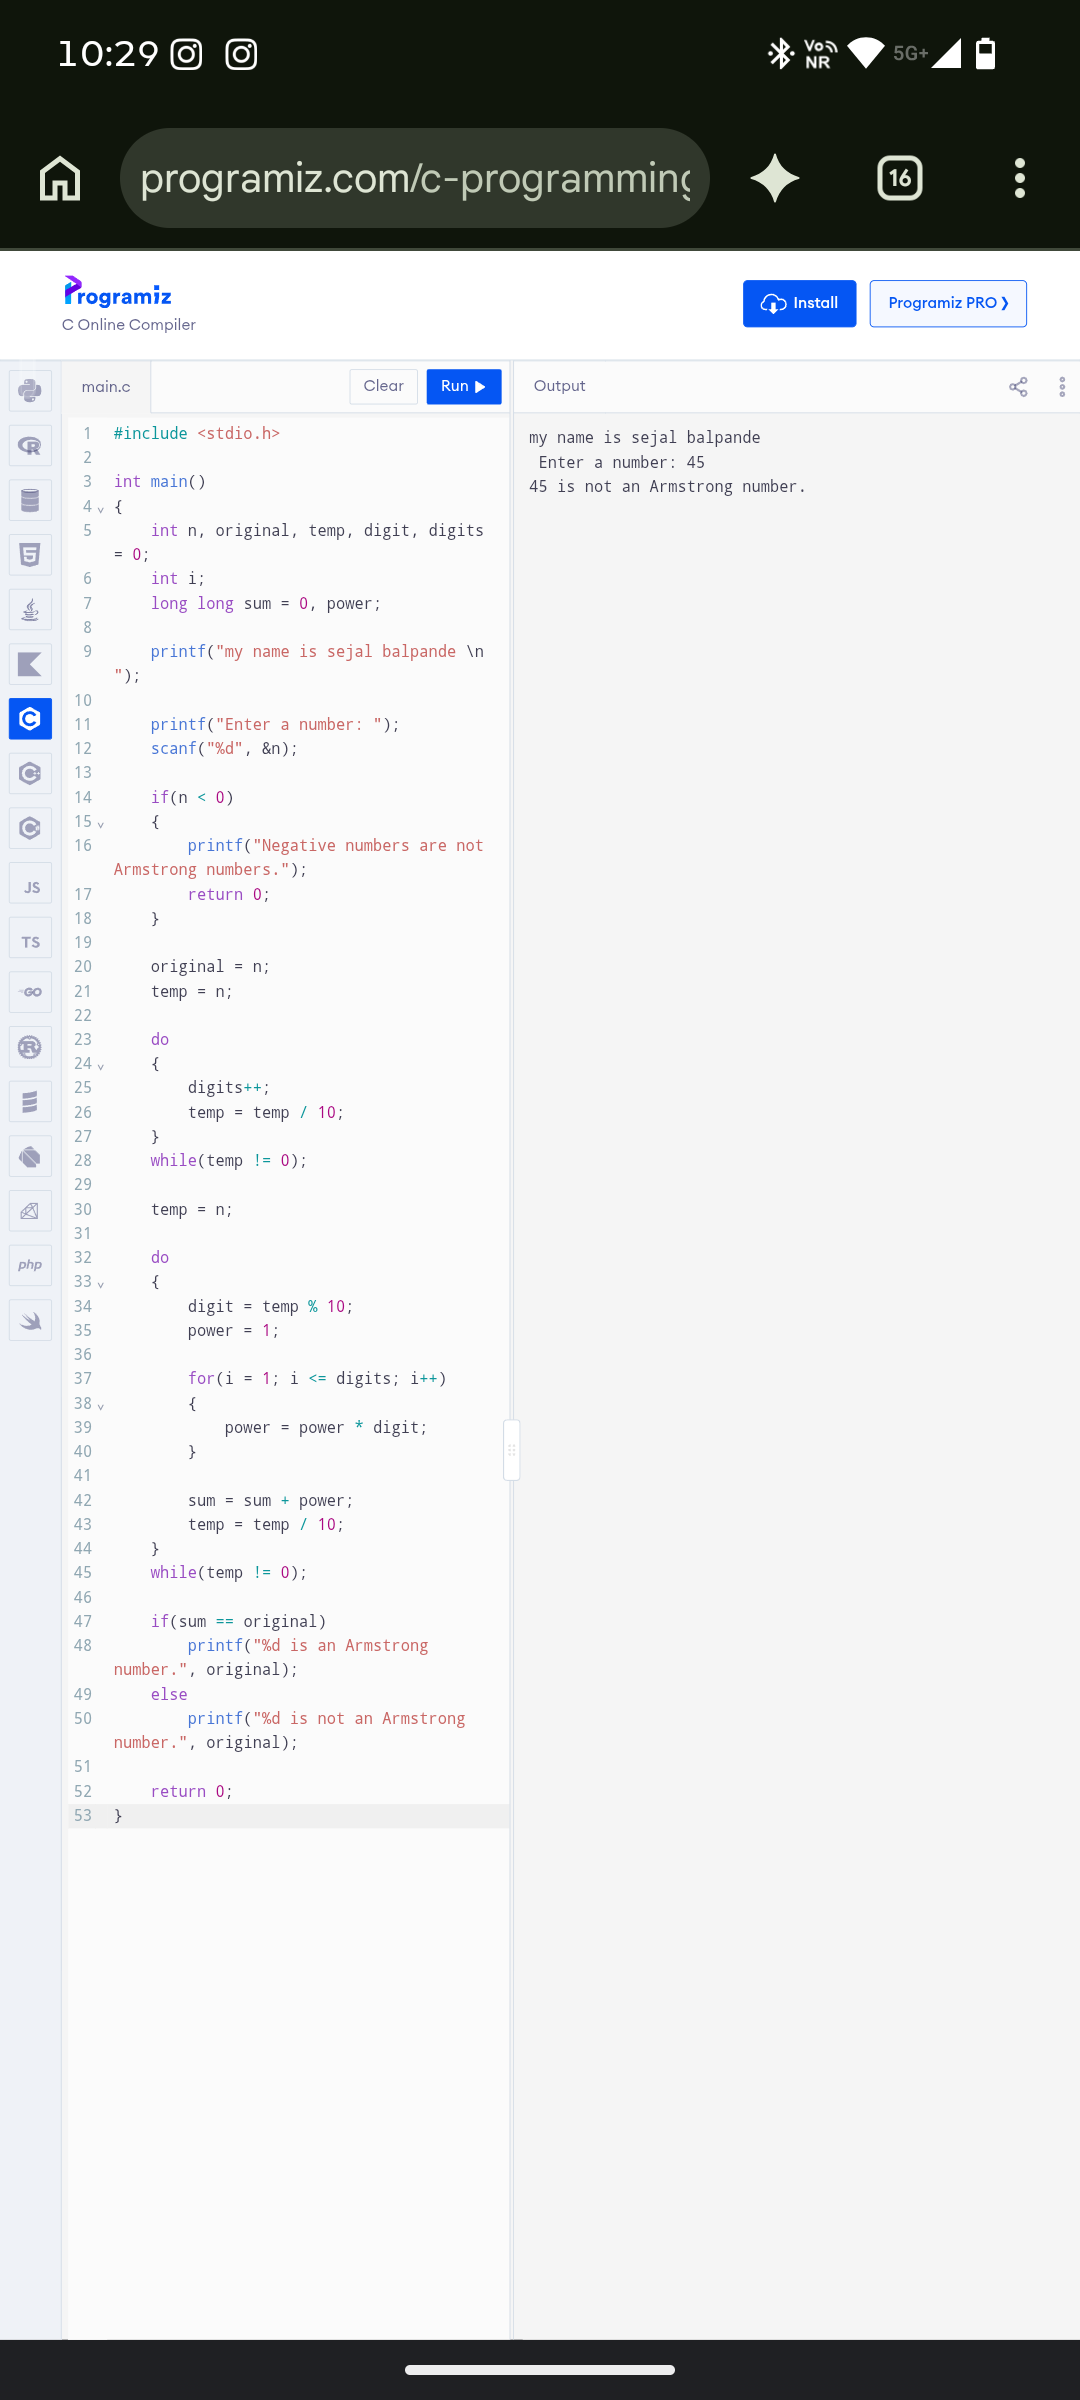 10:29
Vo NR 5G+
programiz.com/c-programming
16
Programiz
C Online Compiler
Install
Programiz PRO ❯
main.c
Clear
Run
Output
1 #include <stdio.h>
2
3 int main()
4 {
5     int n, original, temp, digit, digits
= 0;
6     int i;
7     long long sum = 0, power;
8
9     printf("my name is sejal balpande \n
");
10
11     printf("Enter a number: ");
12     scanf("%d", &n);
13
14     if(n < 0)
15     {
16         printf("Negative numbers are not
Armstrong numbers.");
17         return 0;
18     }
19
20     original = n;
21     temp = n;
22
23     do
24     {
25         digits++;
26         temp = temp / 10;
27     }
28     while(temp != 0);
29
30     temp = n;
31
32     do
33     {
34         digit = temp % 10;
35         power = 1;
36
37         for(i = 1; i <= digits; i++)
38         {
39             power = power * digit;
40         }
41
42         sum = sum + power;
43         temp = temp / 10;
44     }
45     while(temp != 0);
46
47     if(sum == original)
48         printf("%d is an Armstrong
number.", original);
49     else
50         printf("%d is not an Armstrong
number.", original);
51
52     return 0;
53 }
my name is sejal balpande
 Enter a number: 45
45 is not an Armstrong number.
JS
TS
GO
php